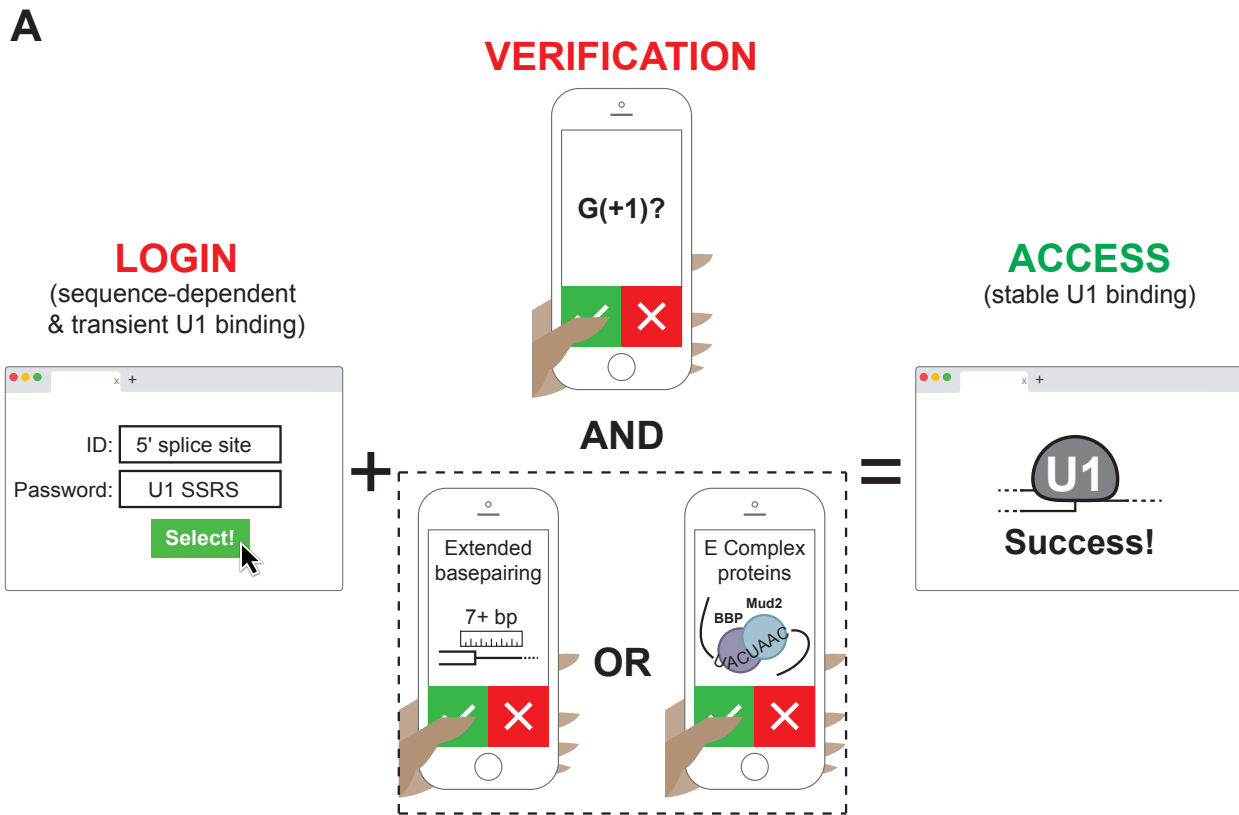 A
VERIFICATION
G(+1)?
LOGIN
(sequence-dependent
& transient U1 binding)
x +
ID: 5' splice site
Password: U1 SSRS
Select!
+
AND
Extended
basepairing
7+ bp
OR
E Complex
proteins
Mud2
BBP
UACUAAC
=
ACCESS
(stable U1 binding)
x +
U1
Success!